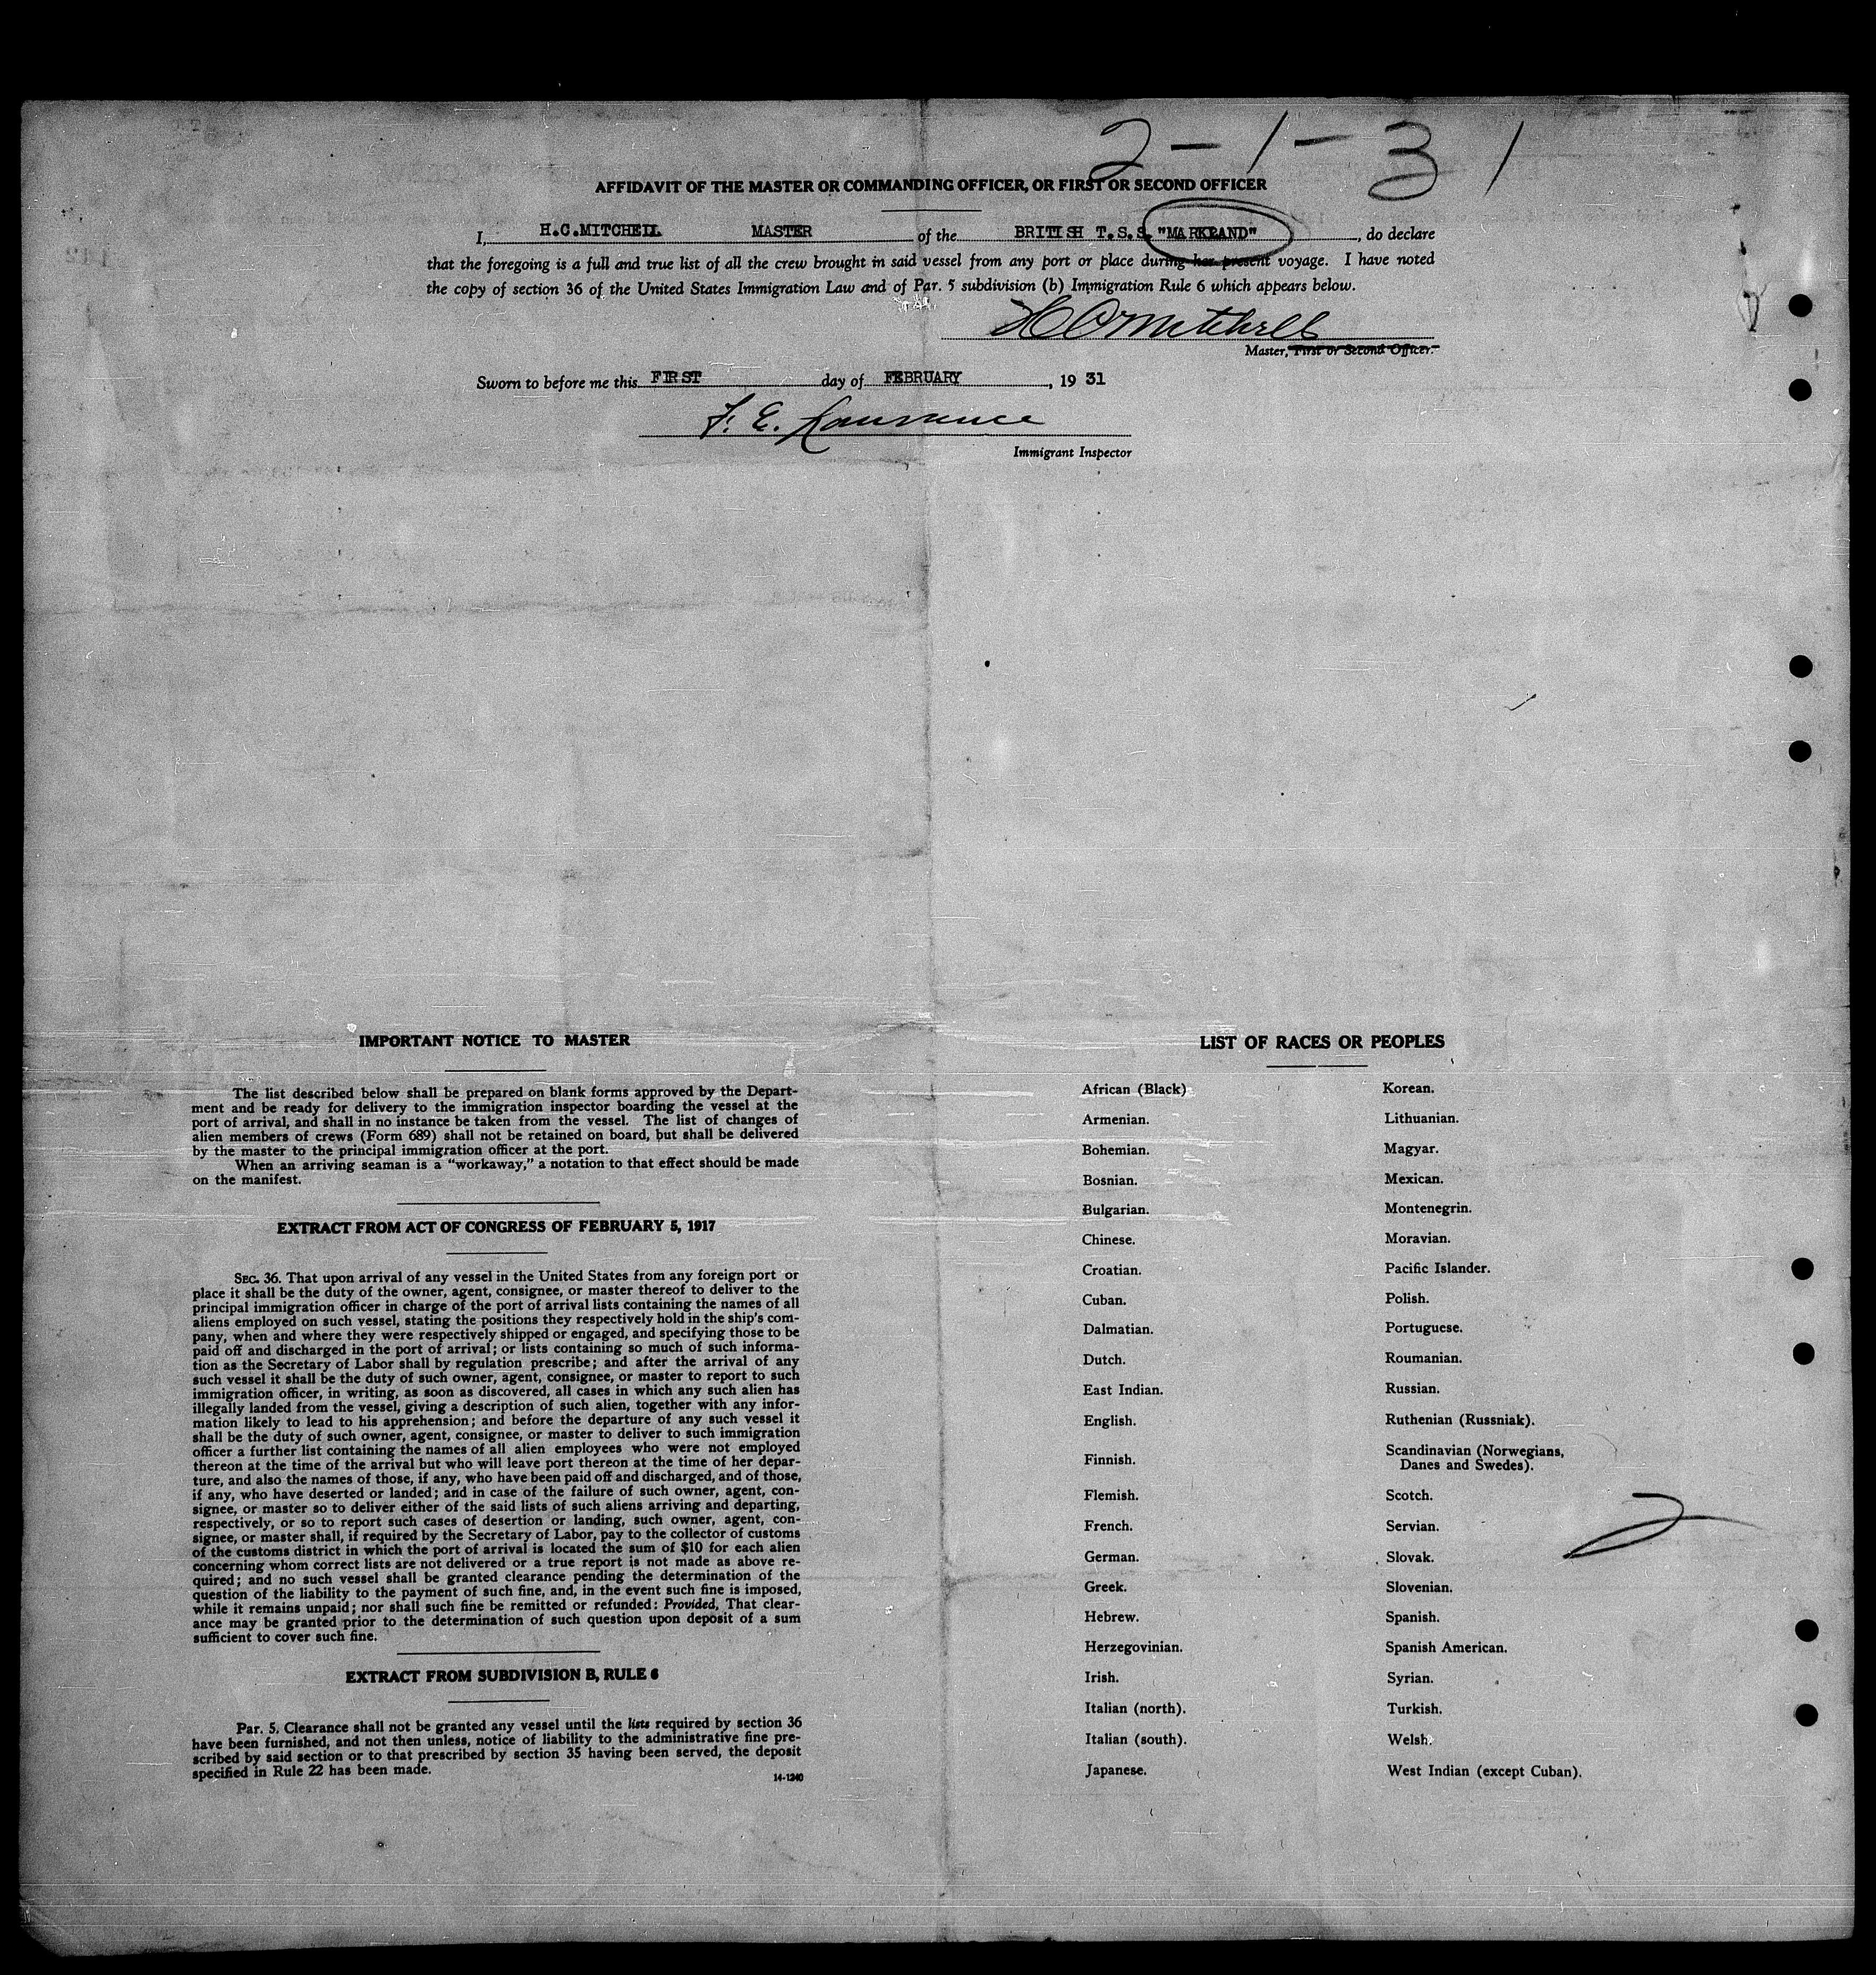 2-1-31
AFFIDAVIT OF THE MASTER OR COMMANDING OFFICER, OR FIRST OR SECOND OFFICER
I, H.C.MITCHELL MASTER of the BRITISH T.S.S. "MARKLAND", do declare
that the foregoing is a full and true list of all the crew brought in said vessel from any port or place during her present voyage. I have noted
the copy of section 36 of the United States Immigration Law and of Par. 5 subdivision (b) Immigration Rule 6 which appears below.
H C Mitchell
Master, First or Second Officer.
Sworn to before me this FIRST day of FEBRUARY, 19 31
F. E. Lawrence
Immigrant Inspector
IMPORTANT NOTICE TO MASTER
The list described below shall be prepared on blank forms approved by the Depart-
ment and be ready for delivery to the immigration inspector boarding the vessel at the
port of arrival, and shall in no instance be taken from the vessel. The list of changes of
alien members of crews (Form 689) shall not be retained on board, but shall be delivered
by the master to the principal immigration officer at the port.
When an arriving seaman is a "workaway," a notation to that effect should be made
on the manifest.
EXTRACT FROM ACT OF CONGRESS OF FEBRUARY 5, 1917
SEC. 36. That upon arrival of any vessel in the United States from any foreign port or
place it shall be the duty of the owner, agent, consignee, or master thereof to deliver to the
principal immigration officer in charge of the port of arrival lists containing the names of all
aliens employed on such vessel, stating the positions they respectively hold in the ship's com-
pany, when and where they were respectively shipped or engaged, and specifying those to be
paid off and discharged in the port of arrival; or lists containing so much of such informa-
tion as the Secretary of Labor shall by regulation prescribe; and after the arrival of any
such vessel it shall be the duty of such owner, agent, consignee, or master to report to such
immigration officer, in writing, as soon as discovered, all cases in which any such alien has
illegally landed from the vessel, giving a description of such alien, together with any infor-
mation likely to lead to his apprehension; and before the departure of any such vessel it
shall be the duty of such owner, agent, consignee, or master to deliver to such immigration
officer a further list containing the names of all alien employees who were not employed
thereon at the time of the arrival but who will leave port thereon at the time of her depar-
ture, and also the names of those, if any, who have been paid off and discharged, and of those,
if any, who have deserted or landed; and in case of the failure of such owner, agent, con-
signee, or master so to deliver either of the said lists of such aliens arriving and departing,
respectively, or so to report such cases of desertion or landing, such owner, agent, con-
signee, or master shall, if required by the Secretary of Labor, pay to the collector of customs
of the customs district in which the port of arrival is located the sum of $10 for each alien
concerning whom correct lists are not delivered or a true report is not made as above re-
quired; and no such vessel shall be granted clearance pending the determination of the
question of the liability to the payment of such fine, and, in the event such fine is imposed,
while it remains unpaid; nor shall such fine be remitted or refunded: Provided, That clear-
ance may be granted prior to the determination of such question upon deposit of a sum
sufficient to cover such fine.
EXTRACT FROM SUBDIVISION B, RULE 6
Par. 5. Clearance shall not be granted any vessel until the lists required by section 36
have been furnished, and not then unless, notice of liability to the administrative fine pre-
scribed by said section or to that prescribed by section 35 having been served, the deposit
specified in Rule 22 has been made.
14-1240
LIST OF RACES OR PEOPLES
African (Black)
Armenian.
Bohemian.
Bosnian.
Bulgarian.
Chinese.
Croatian.
Cuban.
Dalmatian.
Dutch.
East Indian.
English.
Finnish.
Flemish.
French.
German.
Greek.
Hebrew.
Herzegovinian.
Irish.
Italian (north).
Italian (south).
Japanese.
Korean.
Lithuanian.
Magyar.
Mexican.
Montenegrin.
Moravian.
Pacific Islander.
Polish.
Portuguese.
Roumanian.
Russian.
Ruthenian (Russniak).
Scandinavian (Norwegians,
Danes and Swedes).
Scotch.
Servian.
Slovak.
Slovenian.
Spanish.
Spanish American.
Syrian.
Turkish.
Welsh.
West Indian (except Cuban).
2